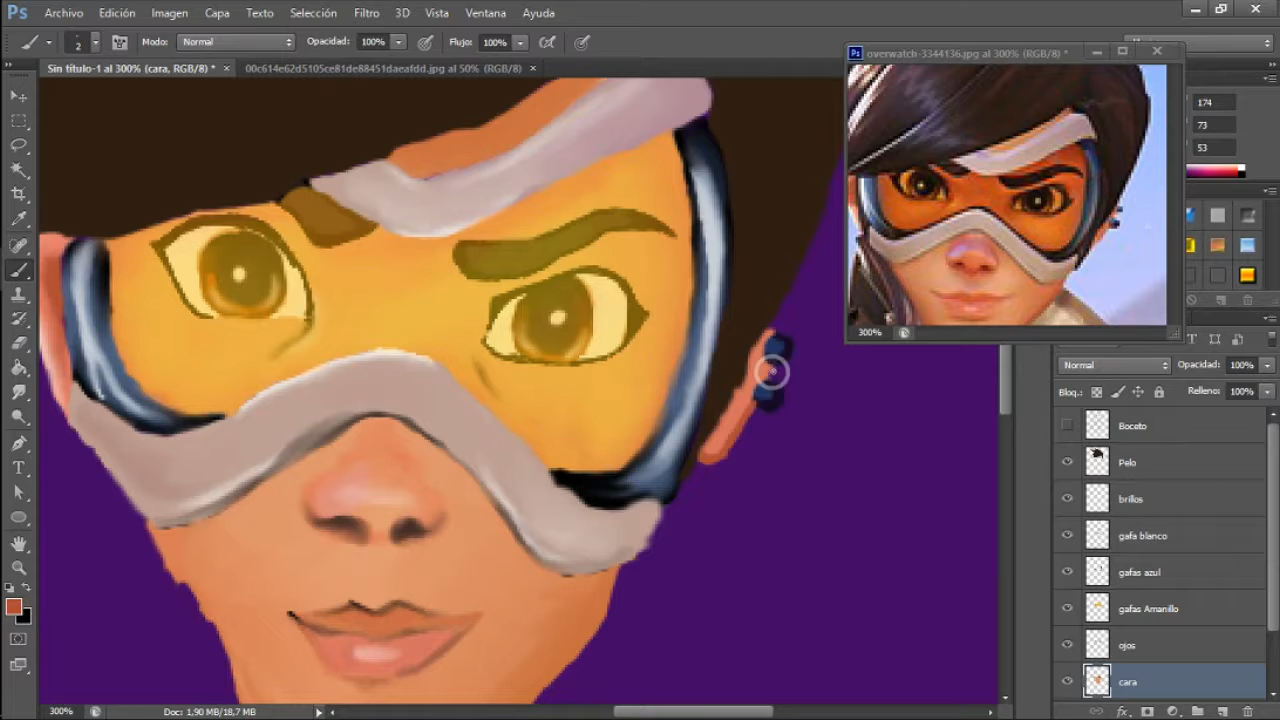 Ps Archivo Edición Imagen Capa Texto Selección Filtro 3D Vista Ventana Ayuda
2 Modo: Normal Opacidad: 100% Flujo: 100%
Sin título-1 al 300% (cara, RGB/8) * × 00c614e62d5105ce81de88451daeafdd.jpg al 50% (RGB/8) ×
Ps overwatch-3344136.jpg al 300% (RGB/8) *
174
73
53
300%
Normal Opacidad: 100%
Bloq.: Relleno: 100%
Boceto
Pelo
brillos
gafa blanco
gafas azul
gafas Amarillo
ojos
cara
300% Doc: 1,90 MB/18,7 MB